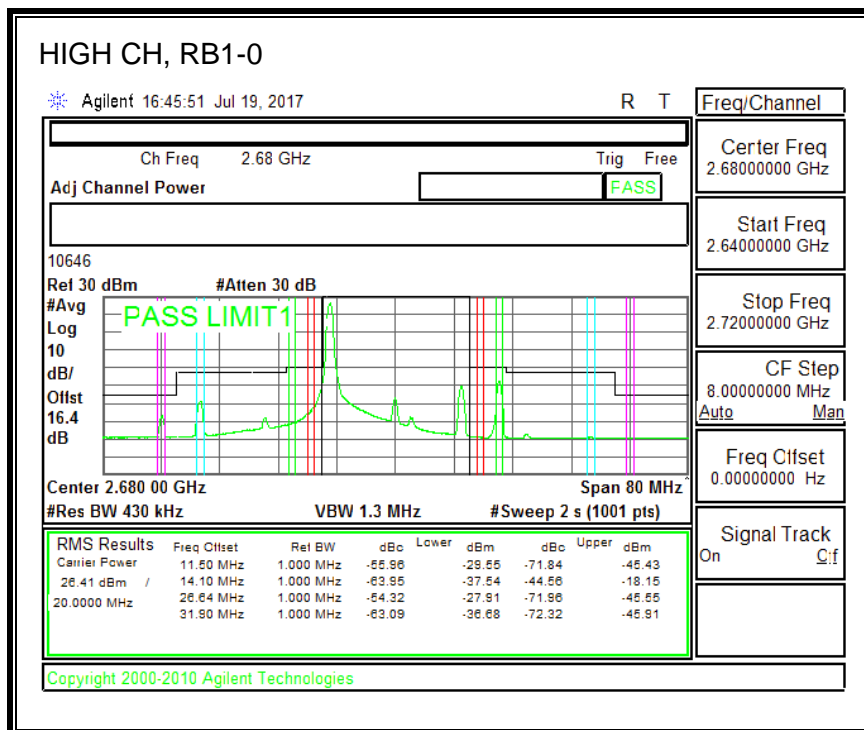 HIGH CH, RB1-0
Agilent 16:45:51 Jul 19, 2017 R T
Freq/Channel
Ch Freq 2.68 GHz Trig Free
Adj Channel Power PASS
Center Freq
2.68000000 GHz
Start Freq
2.64000000 GHz
Stop Freq
2.72000000 GHz
CF Step
8.00000000 MHz
Auto Man
Freq Offset
0.00000000 Hz
Signal Track
On Off
10646
Ref 30 dBm #Atten 30 dB
#Avg
Log
10
dB/
Offst
16.4
dB
PASS LIMIT1
Center 2.680 00 GHz Span 80 MHz
#Res BW 430 kHz VBW 1.3 MHz #Sweep 2 s (1001 pts)
RMS Results Freq Offset Ref BW dBc Lower dBm dBc Upper dBm
Carrier Power 11.50 MHz 1.000 MHz -55.96 -29.55 -71.84 -45.43
26.41 dBm / 14.10 MHz 1.000 MHz -63.95 -37.54 -44.56 -18.15
20.0000 MHz 26.64 MHz 1.000 MHz -54.32 -27.91 -71.96 -45.55
31.90 MHz 1.000 MHz -63.09 -36.68 -72.32 -45.91
Copyright 2000-2010 Agilent Technologies